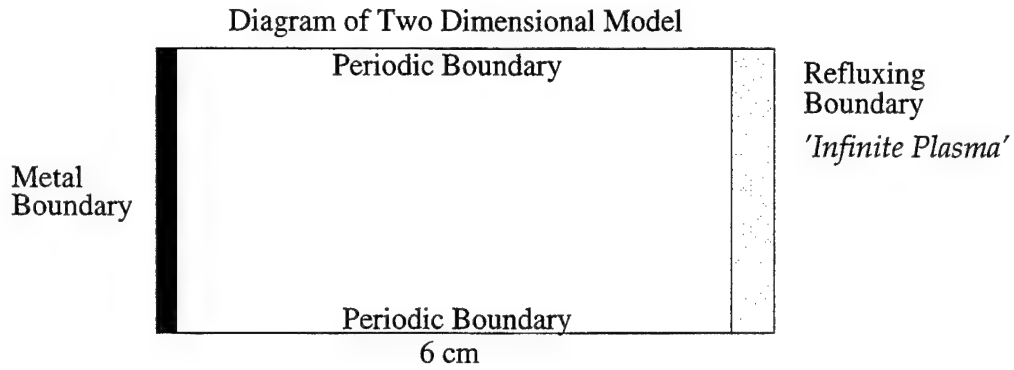 Diagram of Two Dimensional Model
Periodic Boundary
Refluxing
Boundary
'Infinite Plasma'
Metal
Boundary
Periodic Boundary
6 cm